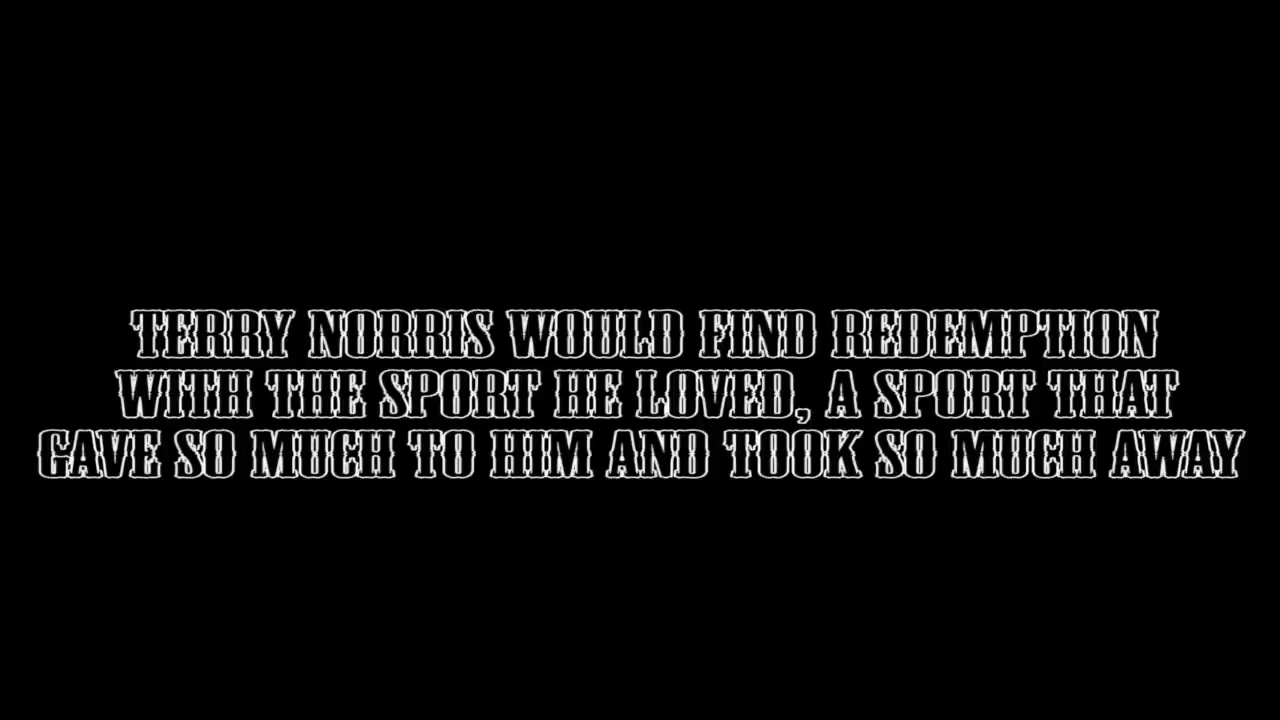 TERRY NORRIS WOULD FIND REDEMPTION
WITH THE SPORT HE LOVED, A SPORT THAT
GAVE SO MUCH TO HIM AND TOOK SO MUCH AWAY